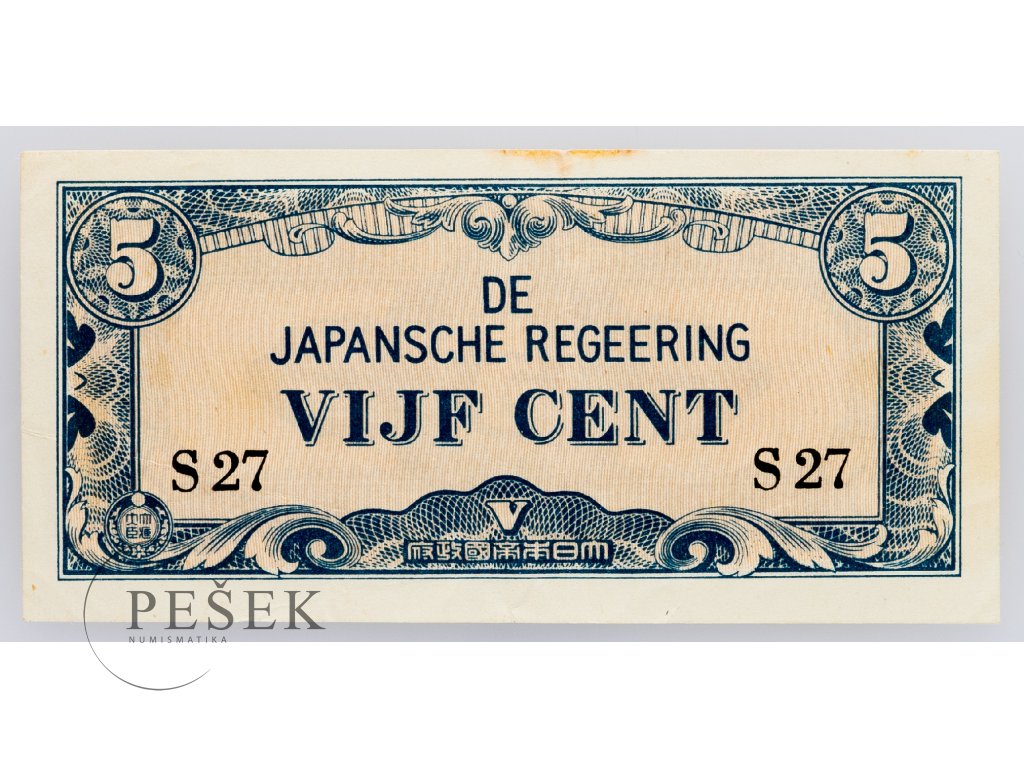 5 5
DE
JAPANSCHE REGEERING
VIJF CENT
S 27 S 27
V
府政國帝本日大
PEŠEK
NUMISMATIKA